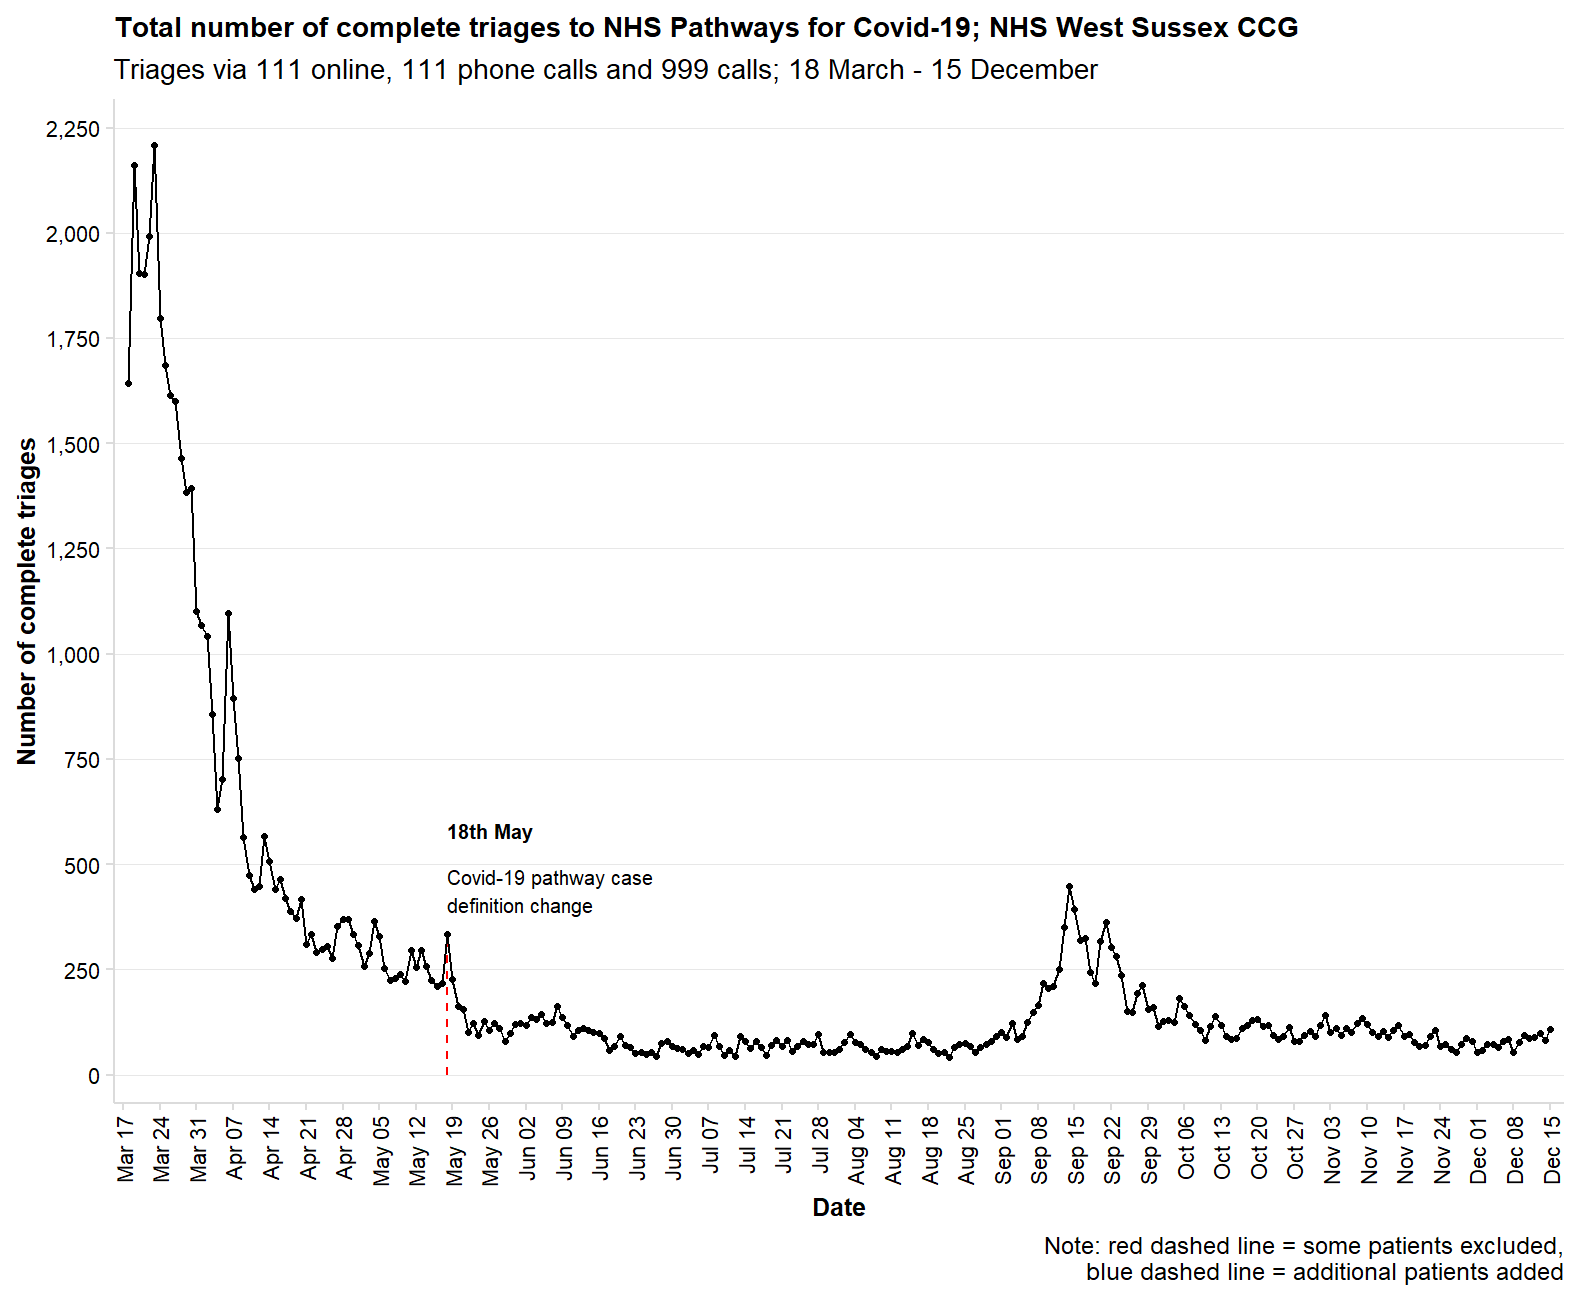 Total number of complete triages to NHS Pathways for Covid-19; NHS West Sussex CCG
Triages via 111 online, 111 phone calls and 999 calls; 18 March - 15 December
Number of complete triages
2,250
2,000
1,750
1,500
1,250
1,000
750
500
250
0
18th May
Covid-19 pathway case
definition change
Mar 17
Mar 24
Mar 31
Apr 07
Apr 14
Apr 21
Apr 28
May 05
May 12
May 19
May 26
Jun 02
Jun 09
Jun 16
Jun 23
Jun 30
Jul 07
Jul 14
Jul 21
Jul 28
Aug 04
Aug 11
Aug 18
Aug 25
Sep 01
Sep 08
Sep 15
Sep 22
Sep 29
Oct 06
Oct 13
Oct 20
Oct 27
Nov 03
Nov 10
Nov 17
Nov 24
Dec 01
Dec 08
Dec 15
Date
Note: red dashed line = some patients excluded,
blue dashed line = additional patients added